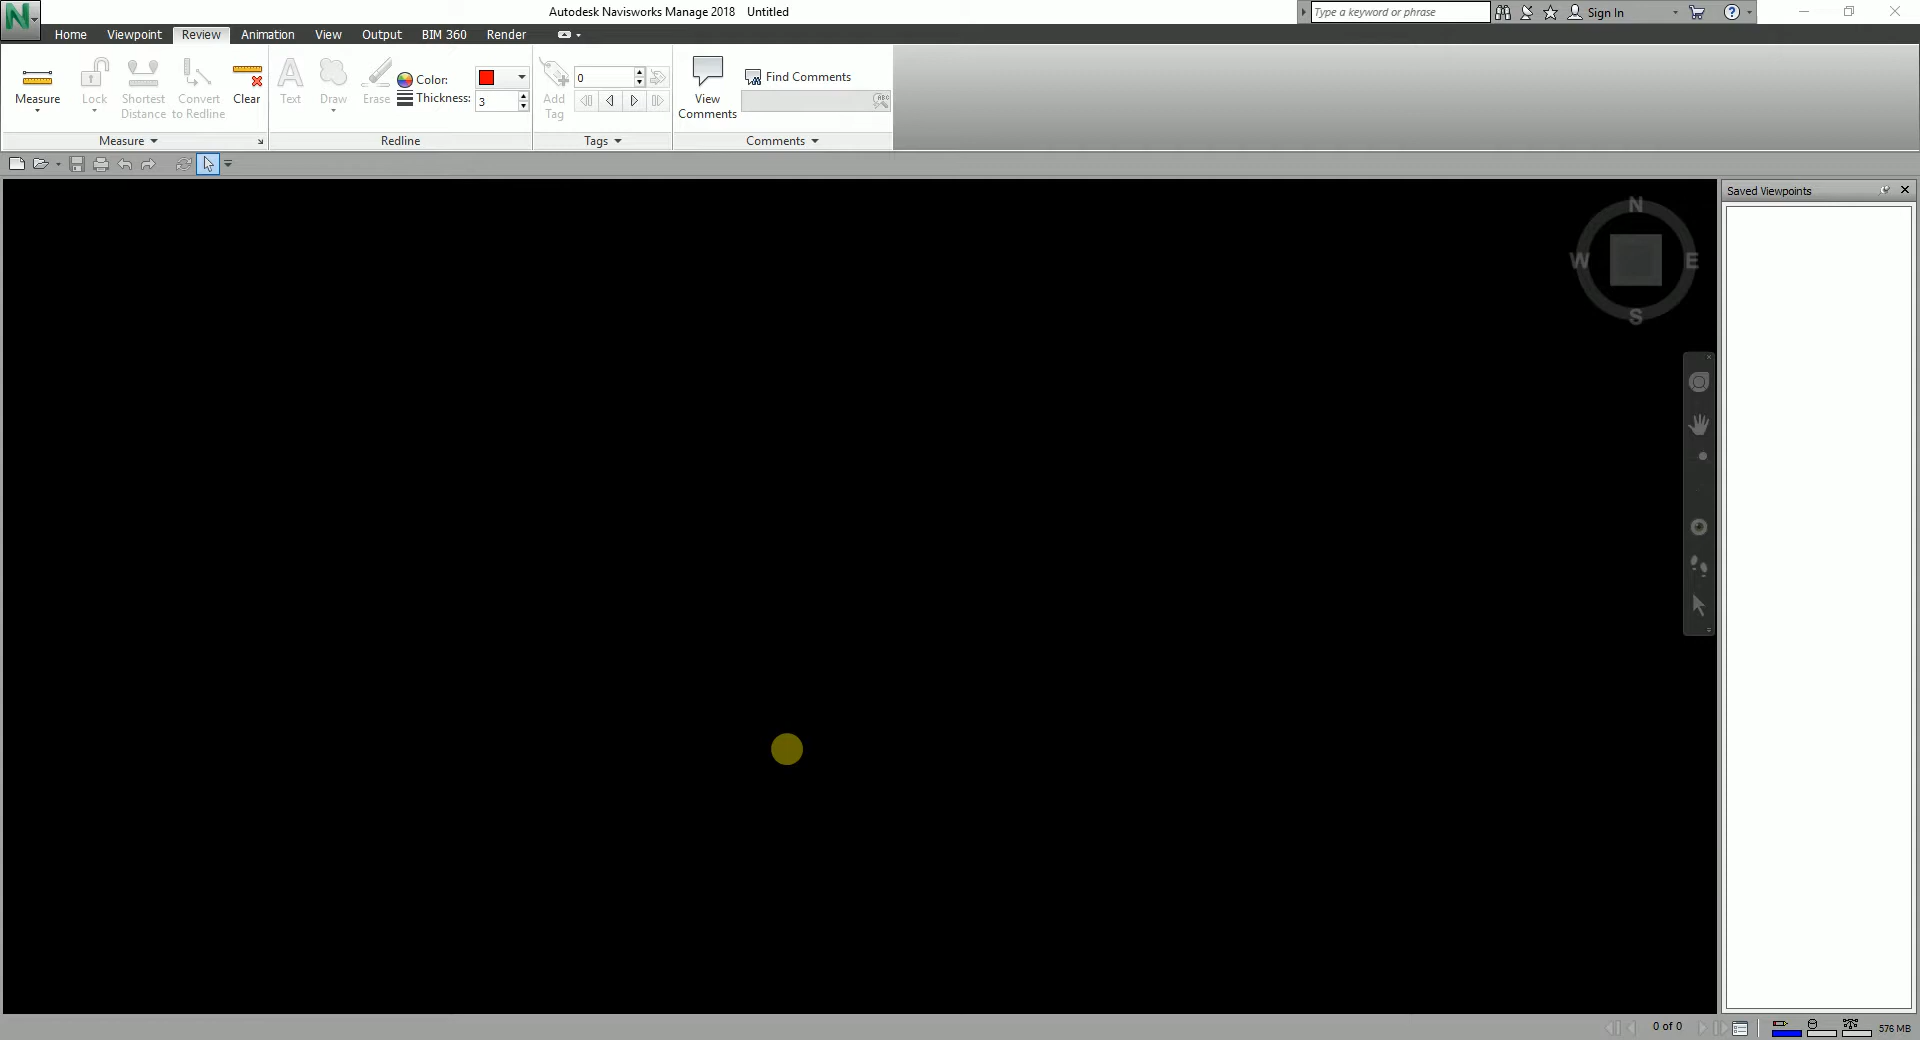 Autodesk Navisworks Manage 2018 Untitled
Type a keyword or phrase
Sign In
Home Viewpoint Review Animation View Output BIM 360 Render
Measure
Lock
Shortest Distance
Convert to Redline
Clear
Text
Draw
Erase
Color:
Thickness: 3
Add Tag
0
View Comments
Find Comments
Measure
Redline
Tags
Comments
Saved Viewpoints
N
W
E
S
0 of 0
576 MB